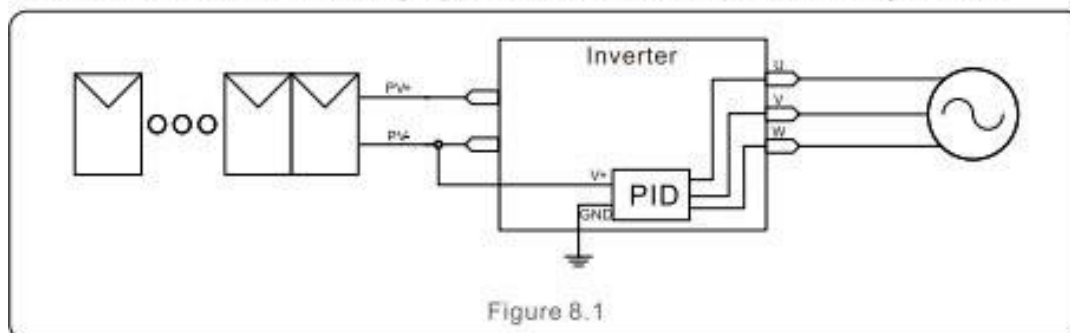 Inverter
U
PV+
V
PV-
W
V+
PID
GND
Figure 8.1